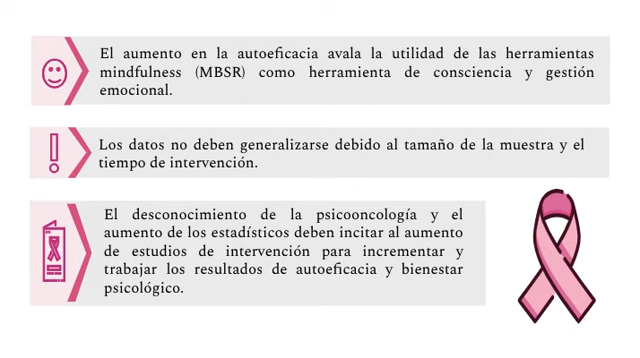 El aumento en la autoeficacia avala la utilidad de las herramientas
mindfulness (MBSR) como herramienta de consciencia y gestión
emocional.
Los datos no deben generalizarse debido al tamaño de la muestra y el
tiempo de intervención.
El desconocimiento de la psicooncología y el
aumento de los estadísticos deben incitar al aumento
de estudios de intervención para incrementar y
trabajar los resultados de autoeficacia y bienestar
psicológico.